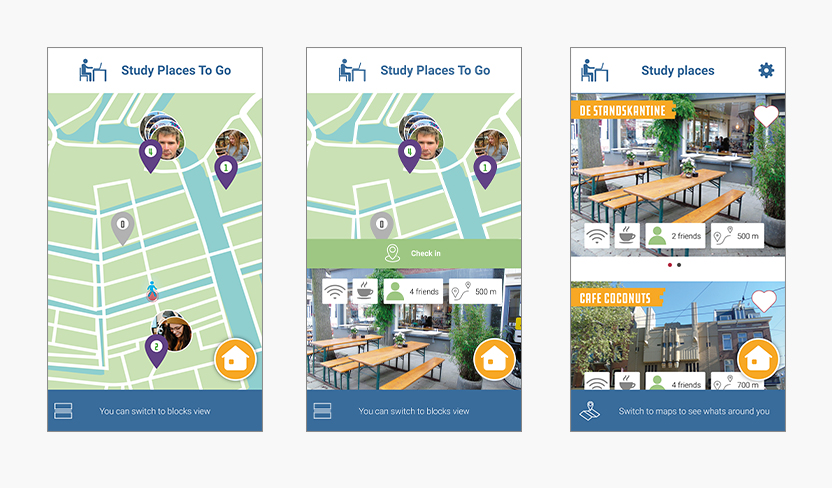 Study Places To Go
4
1
0
2
You can switch to blocks view
Study Places To Go
4
1
0
Check In
4 friends
500 m
You can switch to blocks view
Study places
DE STANDSKANTINE
2 friends
500 m
CAFE COCONUTS
4 friends
700 m
Switch to maps to see whats around you